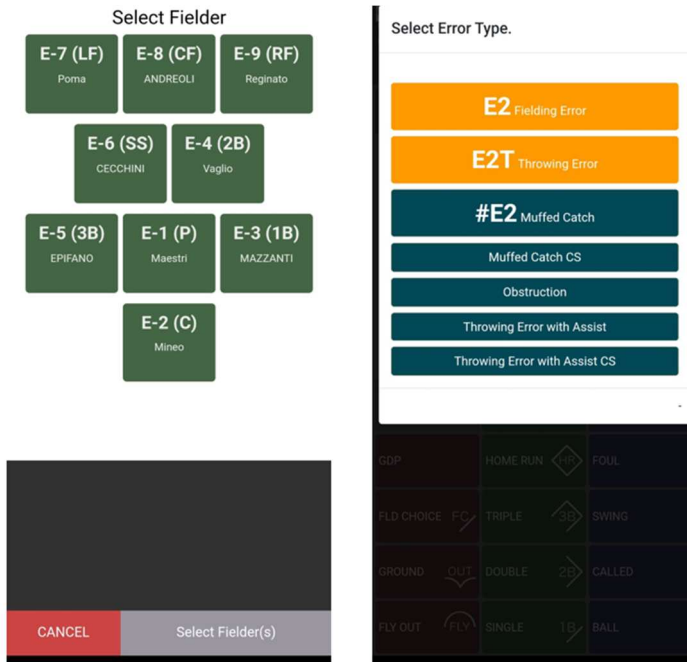 Select Fielder
E-7 (LF)
Poma
E-8 (CF)
ANDREOLI
E-9 (RF)
Reginato
E-6 (SS)
CECCHINI
E-4 (2B)
Vaglio
E-5 (3B)
EPIFANO
E-1 (P)
Maestri
E-3 (1B)
MAZZANTI
E-2 (C)
Mineo
CANCEL
Select Fielder(s)
Select Error Type.
E2 Fielding Error
E2T Throwing Error
#E2 Muffed Catch
Muffed Catch CS
Obstruction
Throwing Error with Assist
Throwing Error with Assist CS
-
GDP
HOME RUN HR
FOUL
FLD CHOICE FC
TRIPLE 3B
SWING
GROUND OUT
DOUBLE 2B
CALLED
FLY OUT FLY
SINGLE 1B
BALL